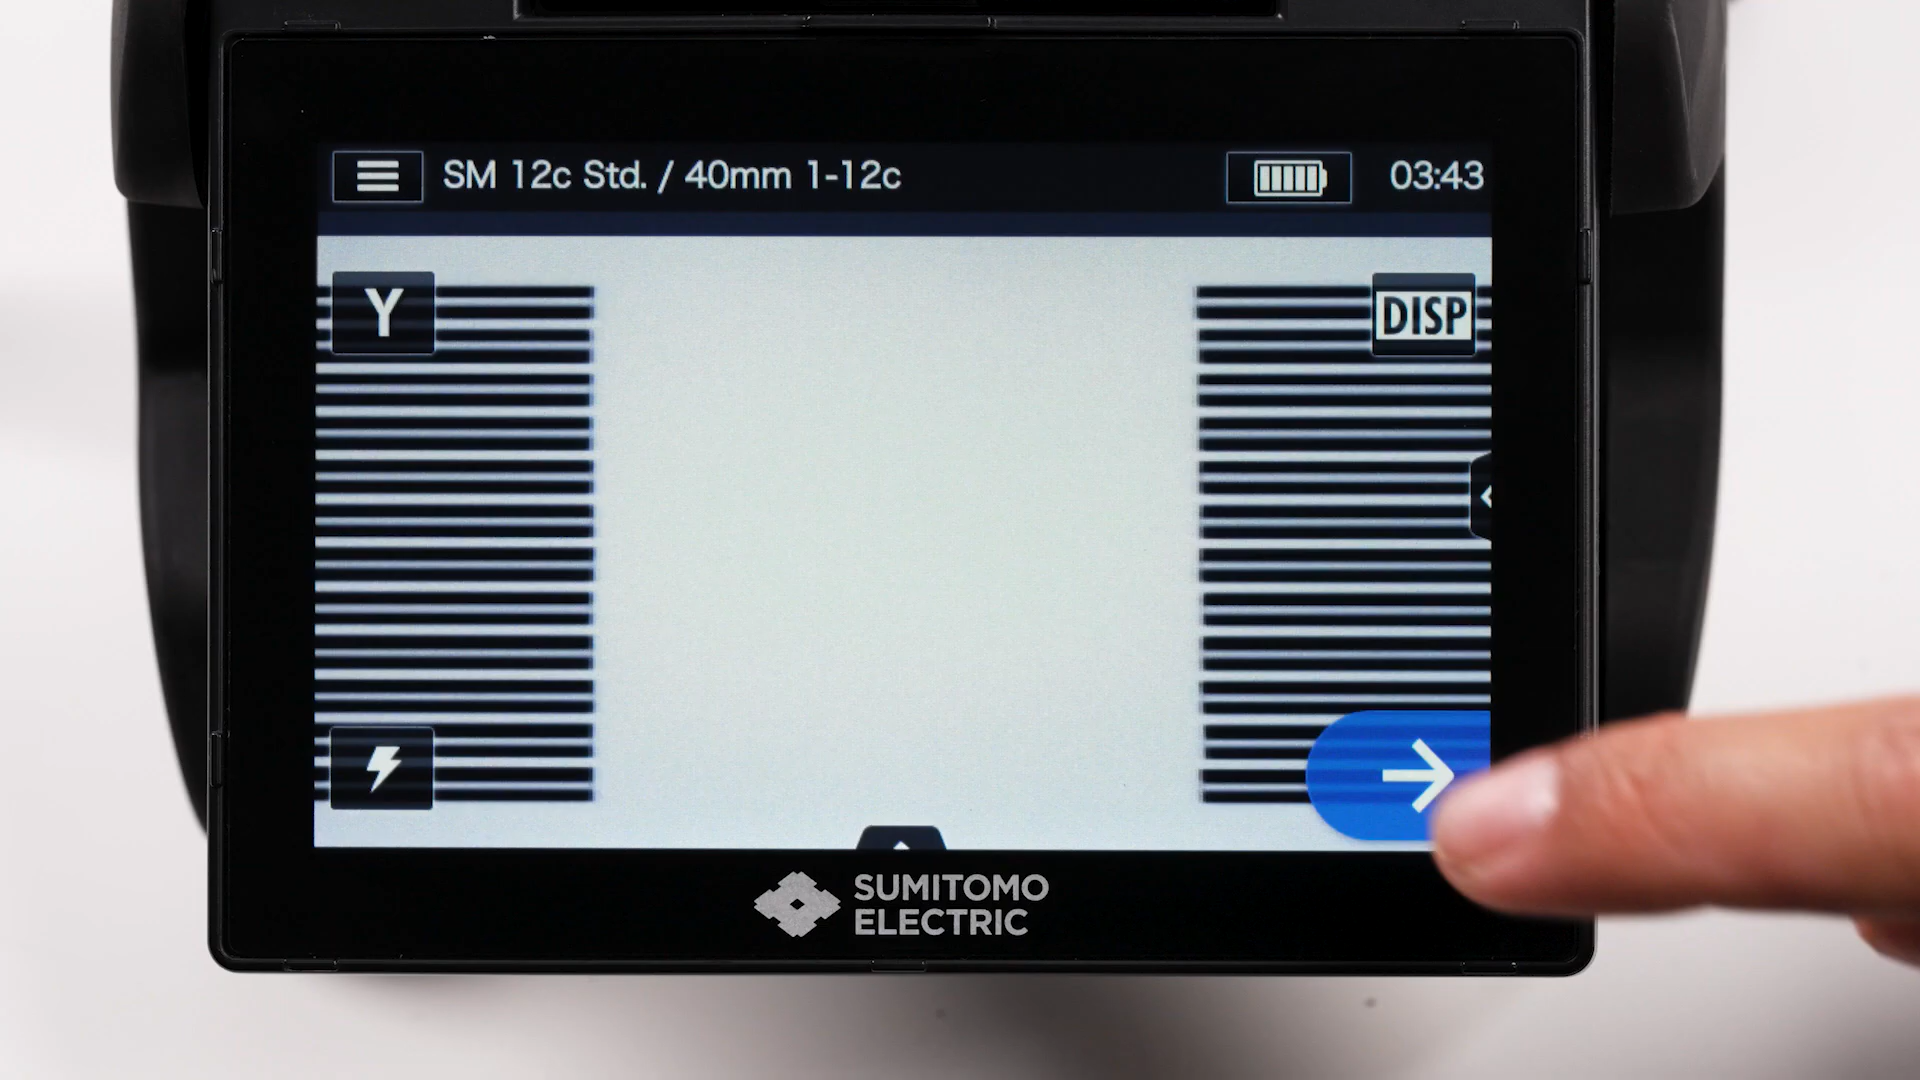 SM 12c Std. / 40mm 1-12c
03:43
Y
DISP
SUMITOMO
ELECTRIC